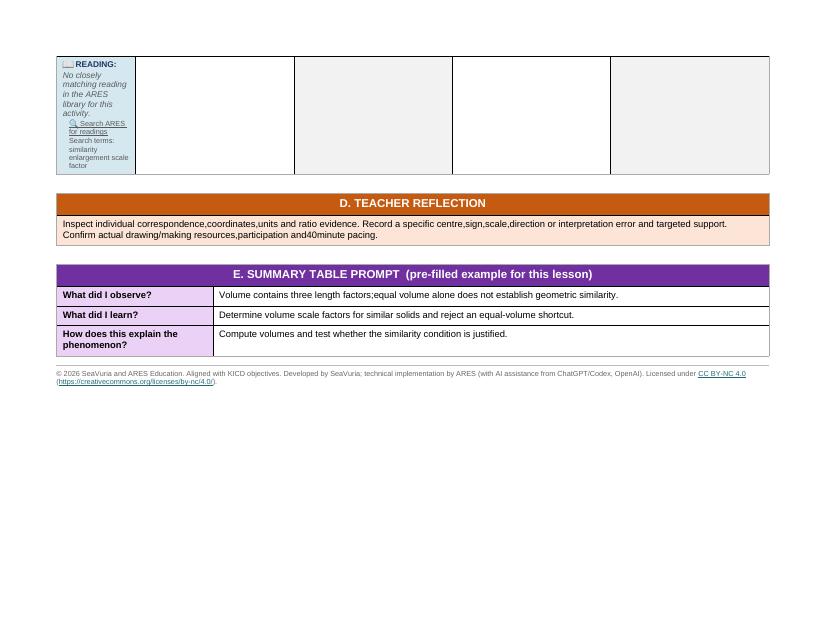 📖 READING:
No closely
matching reading
in the ARES
library for this
activity.
🔍 Search ARES
for readings
Search terms:
similarity
enlargement scale
factor
D. TEACHER REFLECTION
Inspect individual correspondence,coordinates,units and ratio evidence. Record a specific centre,sign,scale,direction or interpretation error and targeted support.
Confirm actual drawing/making resources,participation and40minute pacing.
E. SUMMARY TABLE PROMPT (pre-filled example for this lesson)
What did I observe? Volume contains three length factors;equal volume alone does not establish geometric similarity.
What did I learn? Determine volume scale factors for similar solids and reject an equal-volume shortcut.
How does this explain the Compute volumes and test whether the similarity condition is justified.
phenomenon?
© 2026 SeaVuria and ARES Education. Aligned with KICD objectives. Developed by SeaVuria; technical implementation by ARES (with AI assistance from ChatGPT/Codex, OpenAI). Licensed under CC BY-NC 4.0
(https://creativecommons.org/licenses/by-nc/4.0/).